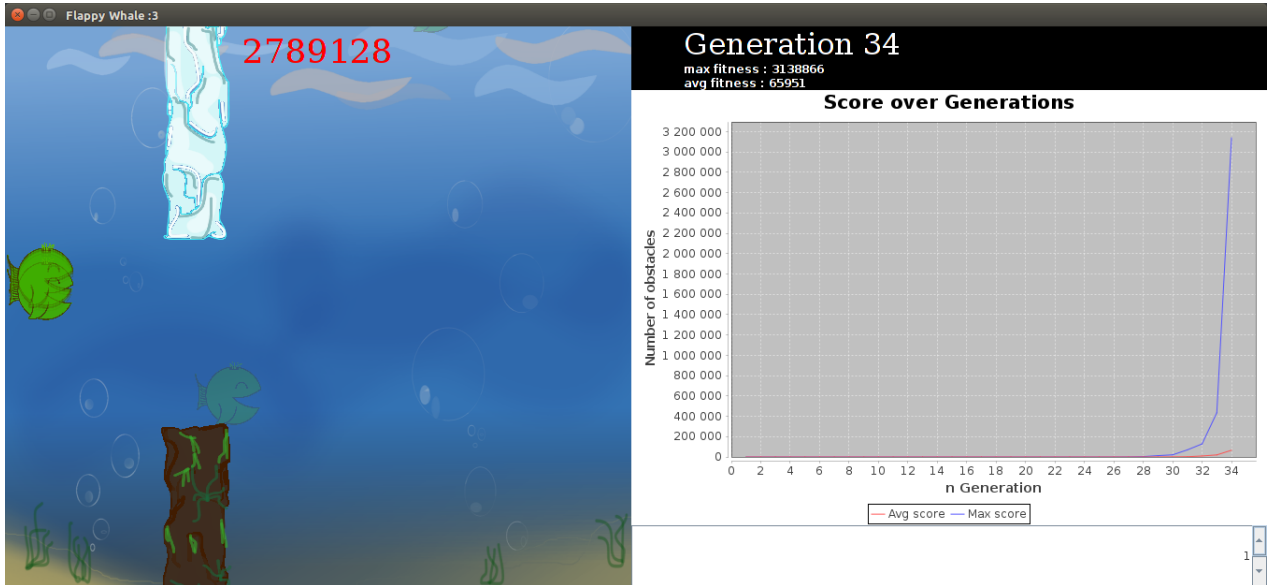 Flappy Whale :3
2789128
Generation 34
max fitness : 3138866
avg fitness : 65951
Score over Generations
Number of obstacles
3 200 000
3 000 000
2 800 000
2 600 000
2 400 000
2 200 000
2 000 000
1 800 000
1 600 000
1 400 000
1 200 000
1 000 000
800 000
600 000
400 000
200 000
0
0 2 4 6 8 10 12 14 16 18 20 22 24 26 28 30 32 34
n Generation
Avg score Max score
1